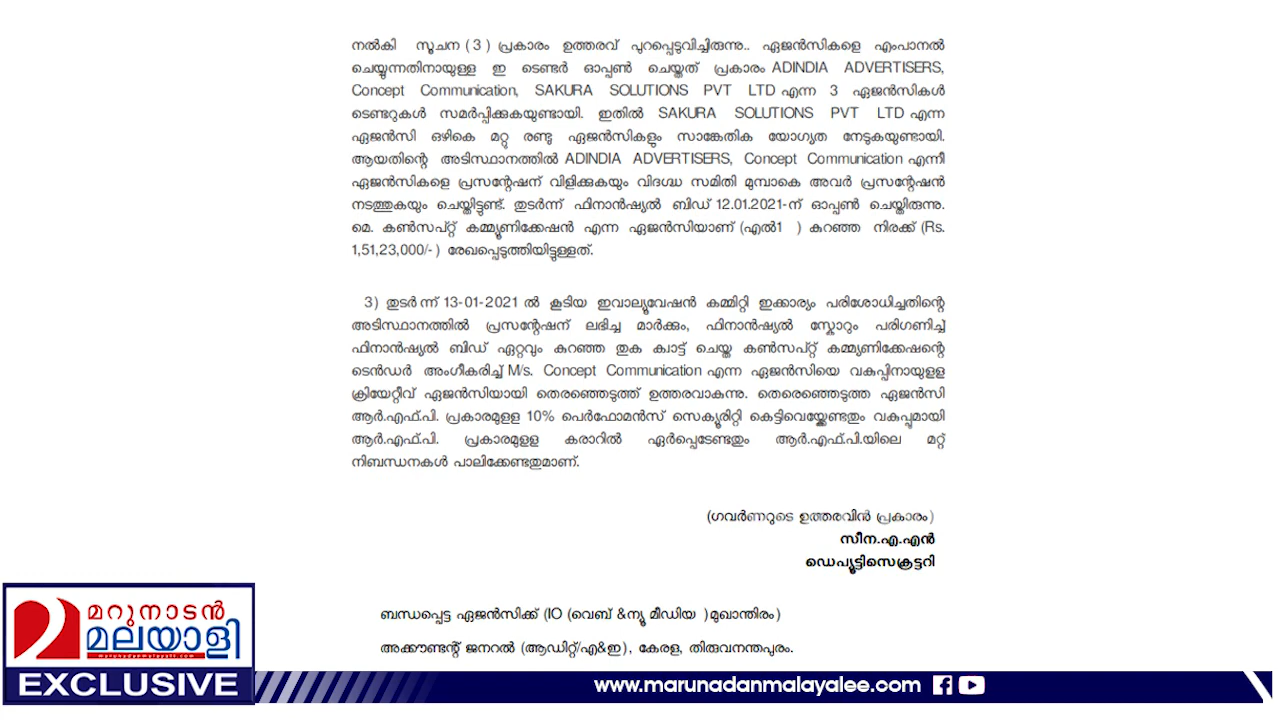 നൽകി സൂചന ( 3 ) പ്രകാരം ഉത്തരവ് പുറപ്പെടുവിച്ചിരുന്നു.. ഏജൻസികളെ എംപാനൽ
ചെയ്യുന്നതിനായുള്ള ഇ ടെണ്ടർ ഓപ്പൺ ചെയ്തത് പ്രകാരം ADINDIA ADVERTISERS,
Concept Communication, SAKURA SOLUTIONS PVT LTD എന്ന 3 ഏജൻസികൾ
ടെണ്ടറുകൾ സമർപ്പിക്കുകയുണ്ടായി. ഇതിൽ SAKURA SOLUTIONS PVT LTD എന്ന
ഏജൻസി ഒഴികെ മറ്റു രണ്ടു ഏജൻസികളും സാങ്കേതിക യോഗ്യത നേടുകയുണ്ടായി.
ആയതിന്റെ അടിസ്ഥാനത്തിൽ ADINDIA ADVERTISERS, Concept Communication എന്നീ
ഏജൻസികളെ പ്രസന്റേഷന് വിളിക്കുകയും വിദഗ്ധ സമിതി മുമ്പാകെ അവർ പ്രസന്റേഷൻ
നടത്തുകയും ചെയ്തിട്ടുണ്ട്. തുടർന്ന് ഫിനാൻഷ്യൽ ബിഡ് 12.01.2021-ന് ഓപ്പൺ ചെയ്തിരുന്നു.
മെ. കൺസപ്റ്റ് കമ്മ്യൂണിക്കേഷൻ എന്ന ഏജൻസിയാണ് (എൽ1 ) കുറഞ്ഞ നിരക്ക് (Rs.
1,51,23,000/- ) രേഖപ്പെടുത്തിയിട്ടുള്ളത്.
3) തുടർ ന്ന് 13-01-2021 ൽ കൂടിയ ഇവാല്യൂവേഷൻ കമ്മിറ്റി ഇക്കാര്യം പരിശോധിച്ചതിന്റെ
അടിസ്ഥാനത്തിൽ പ്രസന്റേഷന് ലഭിച്ച മാർക്കും, ഫിനാൻഷ്യൽ സ്കോറും പരിഗണിച്ച്
ഫിനാൻഷ്യൽ ബിഡ് ഏറ്റവും കുറഞ്ഞ തുക ക്വാട്ട് ചെയ്ത കൺസപ്റ്റ് കമ്മ്യുണിക്കേഷന്റെ
ടെൻഡർ അംഗീകരിച്ച് M/s. Concept Communication എന്ന ഏജൻസിയെ വകുപ്പിനായുളള
ക്രിയേറ്റീവ് ഏജൻസിയായി തെരഞ്ഞെടുത്ത് ഉത്തരവാകുന്നു. തെരെഞ്ഞെടുത്ത ഏജൻസി
ആർ.എഫ്.പി. പ്രകാരമുളള 10% പെർഫോമൻസ് സെക്യൂരിറ്റി കെട്ടിവെയ്ക്കേണ്ടതും വകുപ്പുമായി
ആർ.എഫ്.പി. പ്രകാരമുളള കരാറിൽ ഏർപ്പെടേണ്ടതും ആർ.എഫ്.പി.യിലെ മറ്റ്
നിബന്ധനകൾ പാലിക്കേണ്ടതുമാണ്.
(ഗവർണറുടെ ഉത്തരവിൻ പ്രകാരം)
സീന.എ.എൻ
ഡെപ്യൂട്ടിസെക്രട്ടറി
ബന്ധപ്പെട്ട ഏജൻസിക്ക് (IO (വെബ് &ന്യൂ മീഡിയ )മുഖാന്തിരം)
അക്കൗണ്ടന്റ് ജനറൽ (ആഡിറ്റ്/എ&ഇ), കേരള, തിരുവനന്തപുരം.
മറുനാടൻ
മലയാളി
www.marunadanmalayalee.com
EXCLUSIVE
www.marunadanmalayalee.com